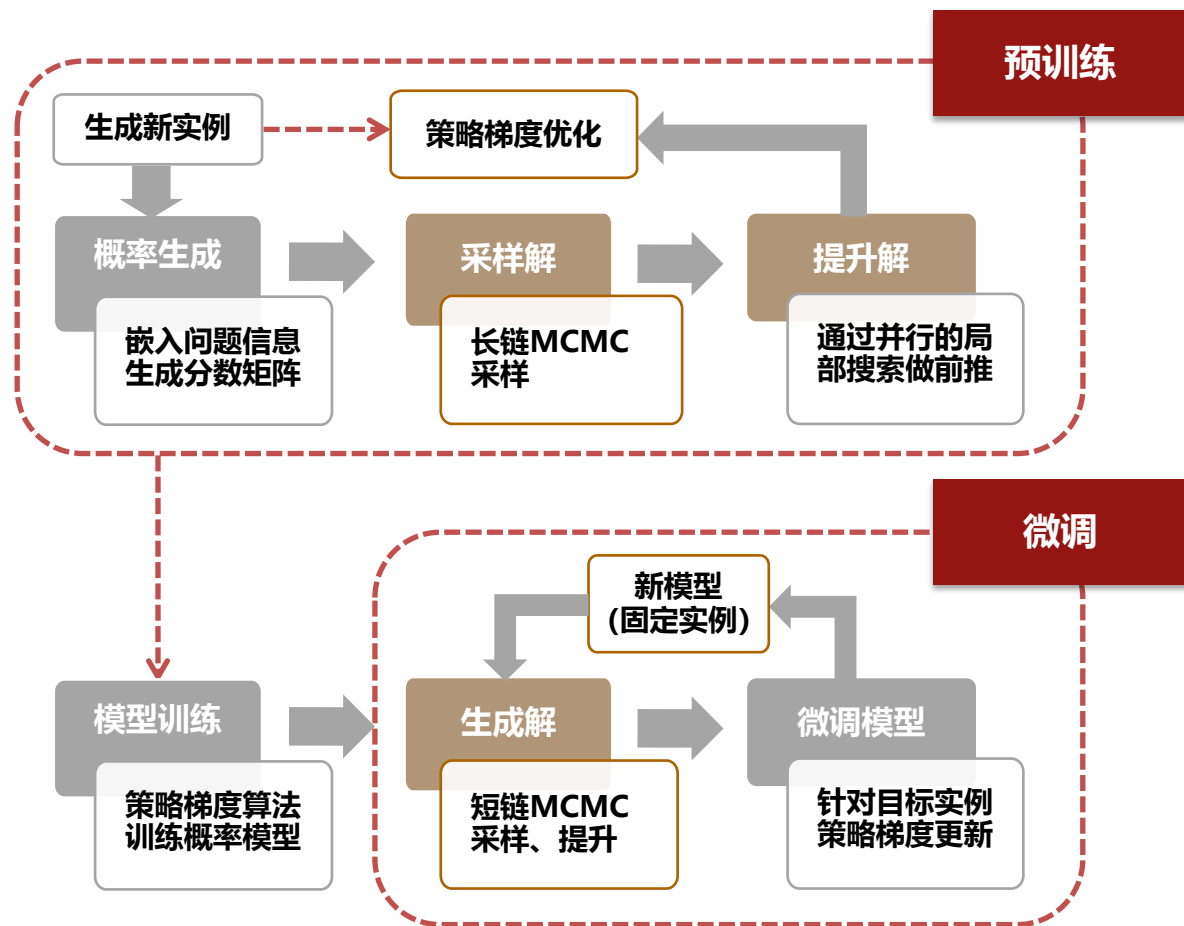 预训练
生成新实例
策略梯度优化
概率生成
嵌入问题信息
生成分数矩阵
采样解
长链MCMC
采样
提升解
通过并行的局
部搜索做前推
微调
新模型
(固定实例)
模型训练
策略梯度算法
训练概率模型
生成解
短链MCMC
采样、提升
微调模型
针对目标实例
策略梯度更新